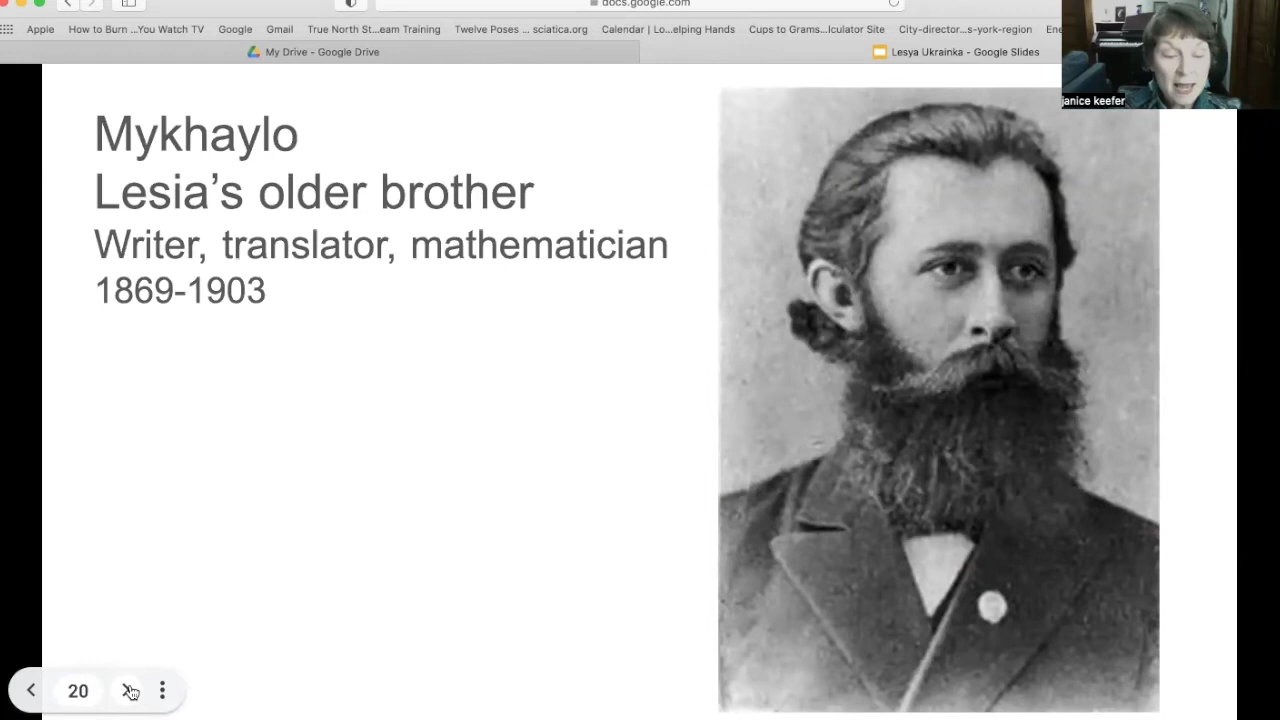 docs.google.com
Apple How to Burn ...You Watch TV Google Gmail True North St...ean Training Twelve Poses ... sciatica.org Calendar | Lo...elping Hands Cups to Grams...lculator Site City-director...s-york-region
My Drive - Google Drive Lesya Ukrainka - Google Slides
janice keefer
Mykhaylo
Lesia's older brother
Writer, translator, mathematician
1869-1903
20